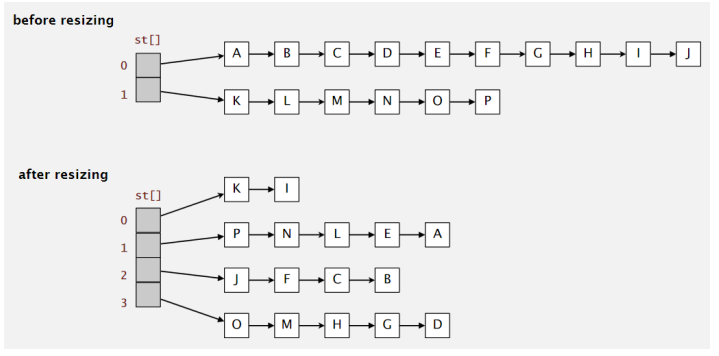 before resizing
st[]
0 A B C D E F G H I J
1 K L M N O P
after resizing
st[]
0 K I
1 P N L E A
2 J F C B
3 O M H G D